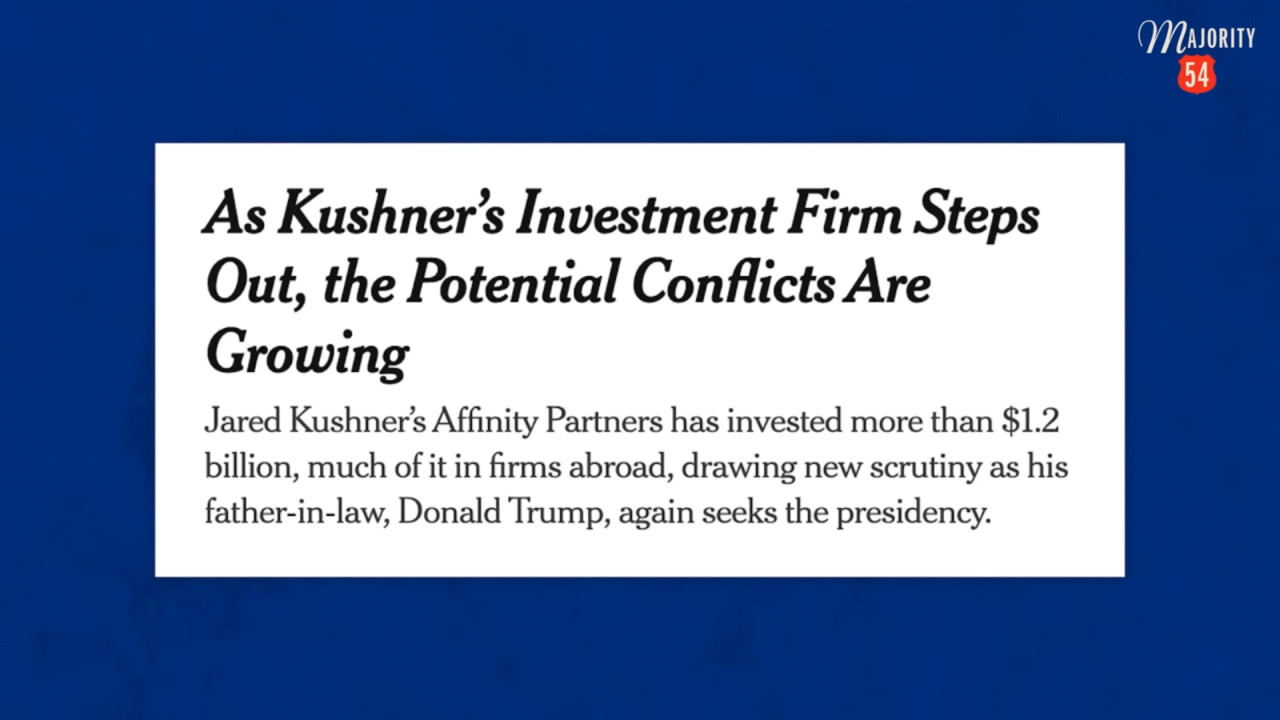 MAJORITY
54
As Kushner’s Investment Firm Steps
Out, the Potential Conflicts Are
Growing
Jared Kushner’s Affinity Partners has invested more than $1.2
billion, much of it in firms abroad, drawing new scrutiny as his
father-in-law, Donald Trump, again seeks the presidency.